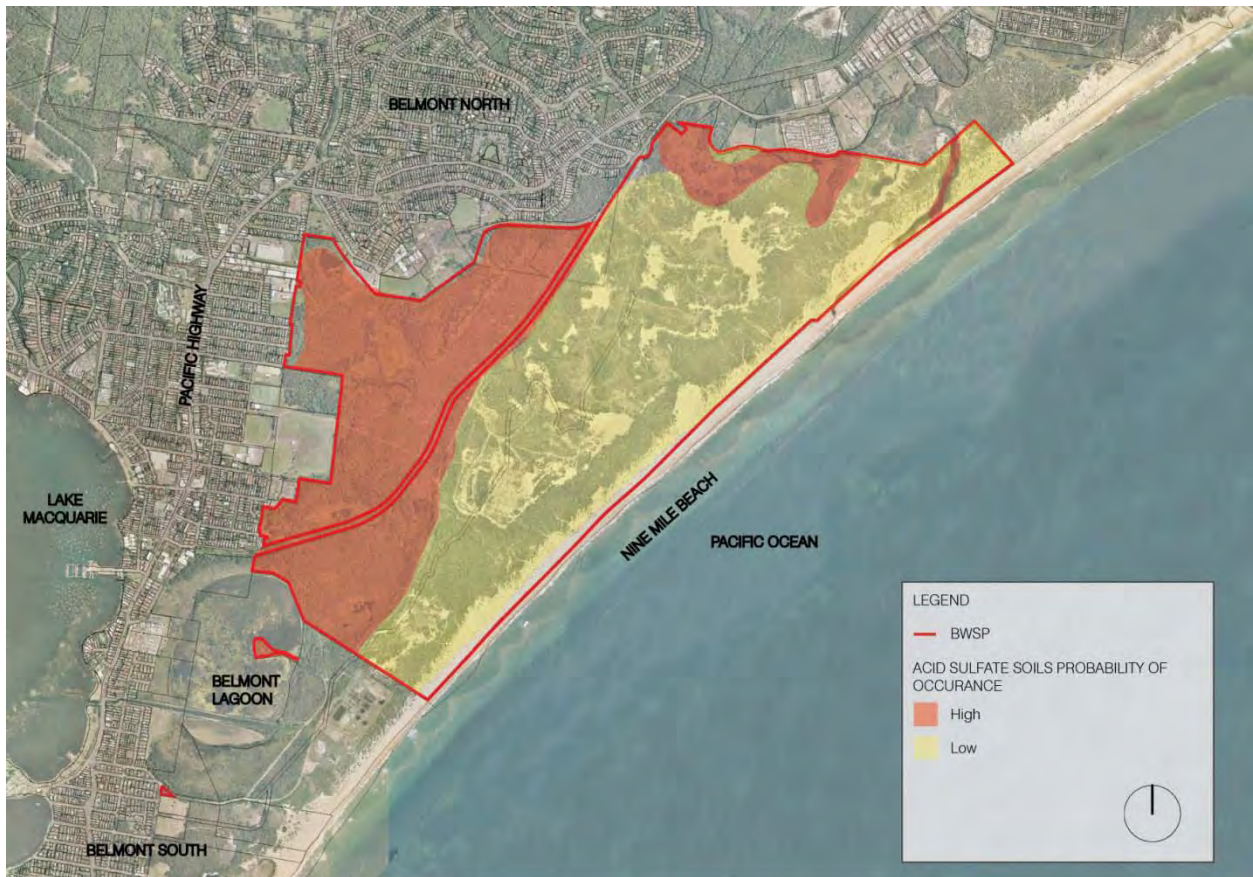 BELMONT NORTH
PACIFIC HIGHWAY
LAKE
MACQUARIE
NINE MILE BEACH
PACIFIC OCEAN
BELMONT
LAGOON
BELMONT SOUTH
LEGEND
BWSP
ACID SULFATE SOILS PROBABILITY OF
OCCURANCE
High
Low